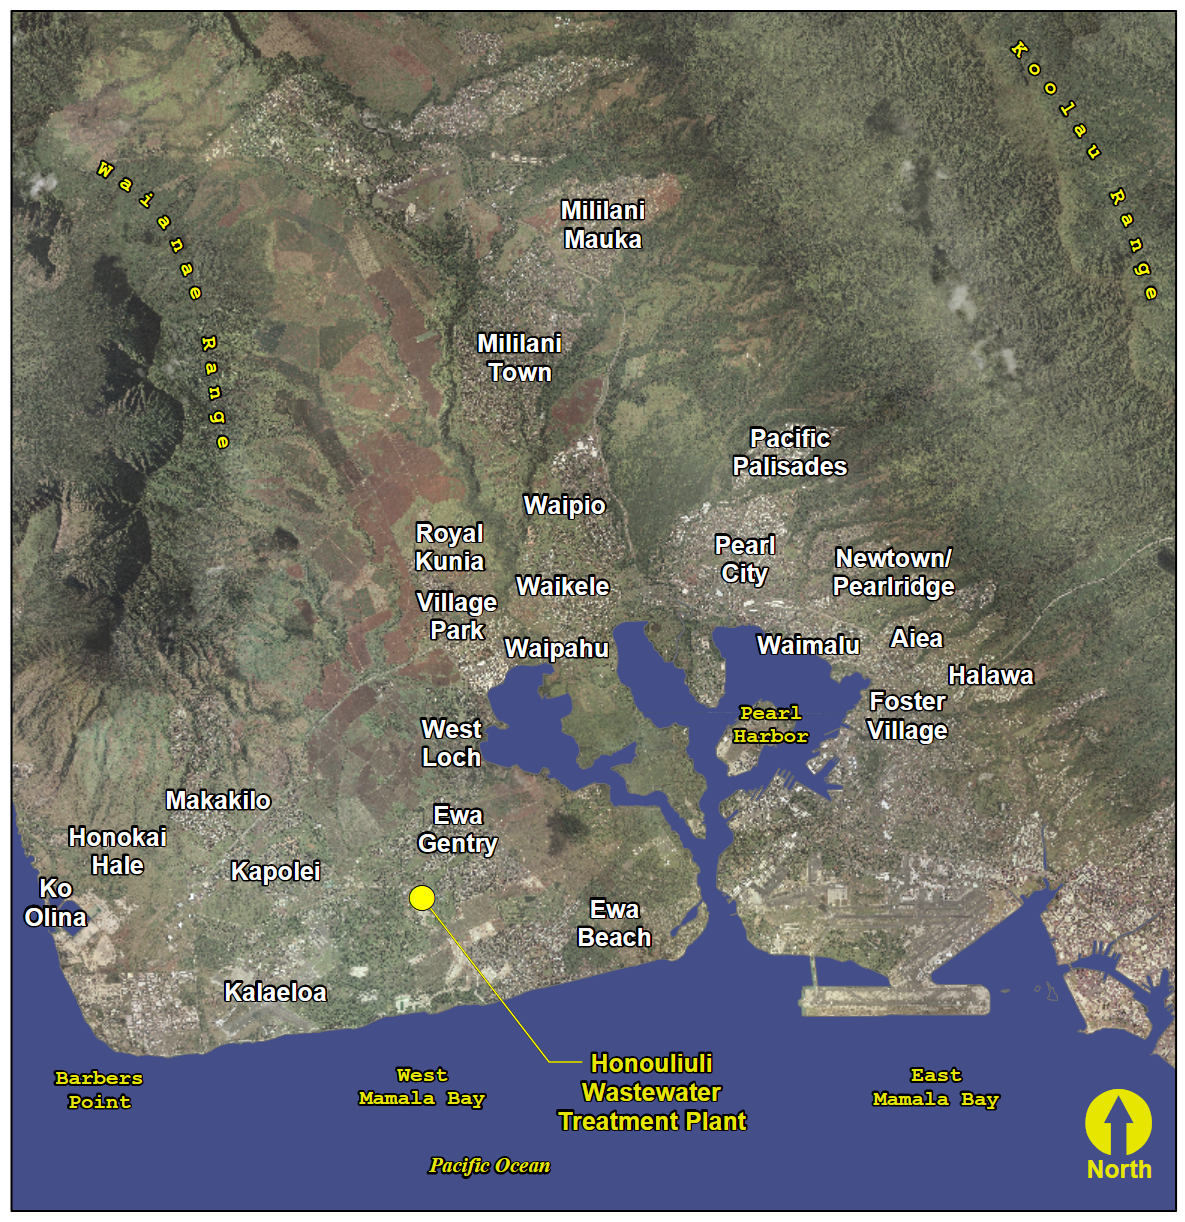 Koolau Range
Waianae Range
Mililani
Mauka
Mililani
Town
Pacific
Palisades
Waipio
Royal
Kunia
Pearl
City
Newtown/
Pearlridge
Waikele
Village
Park
Waipahu
Waimalu
Aiea
Halawa
Foster
Village
Pearl
Harbor
West
Loch
Makakilo
Ewa
Gentry
Honokai
Hale
Kapolei
Ko
Olina
Ewa
Beach
Kalaeloa
Honouliuli
Wastewater
Treatment Plant
Barbers
Point
West
Mamala Bay
East
Mamala Bay
Pacific Ocean
North